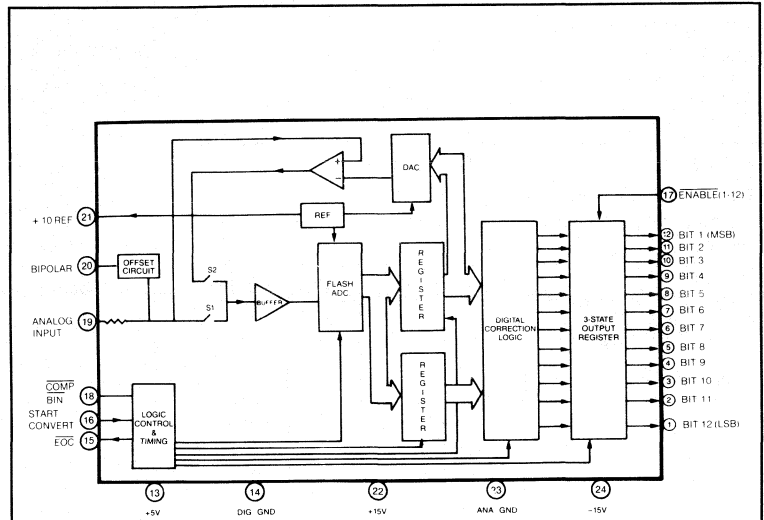 DAC
+
−
17 ENABLE (1-12)
+ 10 REF 21
REF
12 BIT 1 (MSB)
11 BIT 2
10 BIT 3
9 BIT 4
8 BIT 5
7 BIT 6
6 BIT 7
5 BIT 8
4 BIT 9
3 BIT 10
2 BIT 11
1 BIT 12 (LSB)
BIPOLAR 20
OFFSET
CIRCUIT
S2
S1
BUFFER
FLASH
ADC
REGISTER
REGISTER
DIGITAL
CORRECTION
LOGIC
3-STATE
OUTPUT
REGISTER
ANALOG
INPUT
19
COMP
BIN
18
START
CONVERT
16
EOC
15
LOGIC
CONTROL
&
TIMING
13 14 22 23 24
+5V DIG GND +15V ANA GND -15V